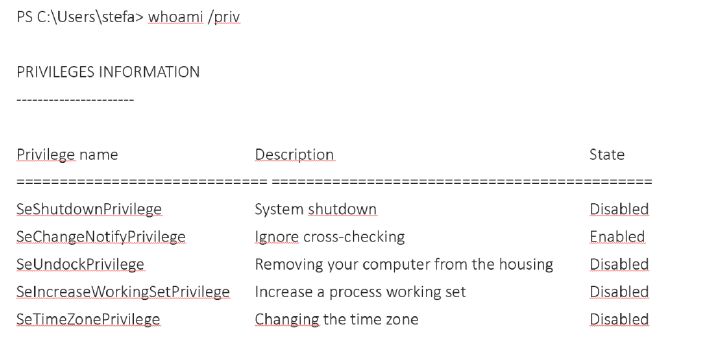 PS C:\Users\stefa> whoami /priv
PRIVILEGES INFORMATION
----------------------
Privilege name Description State
============================= ============================================
SeShutdownPrivilege System shutdown Disabled
SeChangeNotifyPrivilege Ignore cross-checking Enabled
SeUndockPrivilege Removing your computer from the housing Disabled
SeIncreaseWorkingSetPrivilege Increase a process working set Disabled
SeTimeZonePrivilege Changing the time zone Disabled